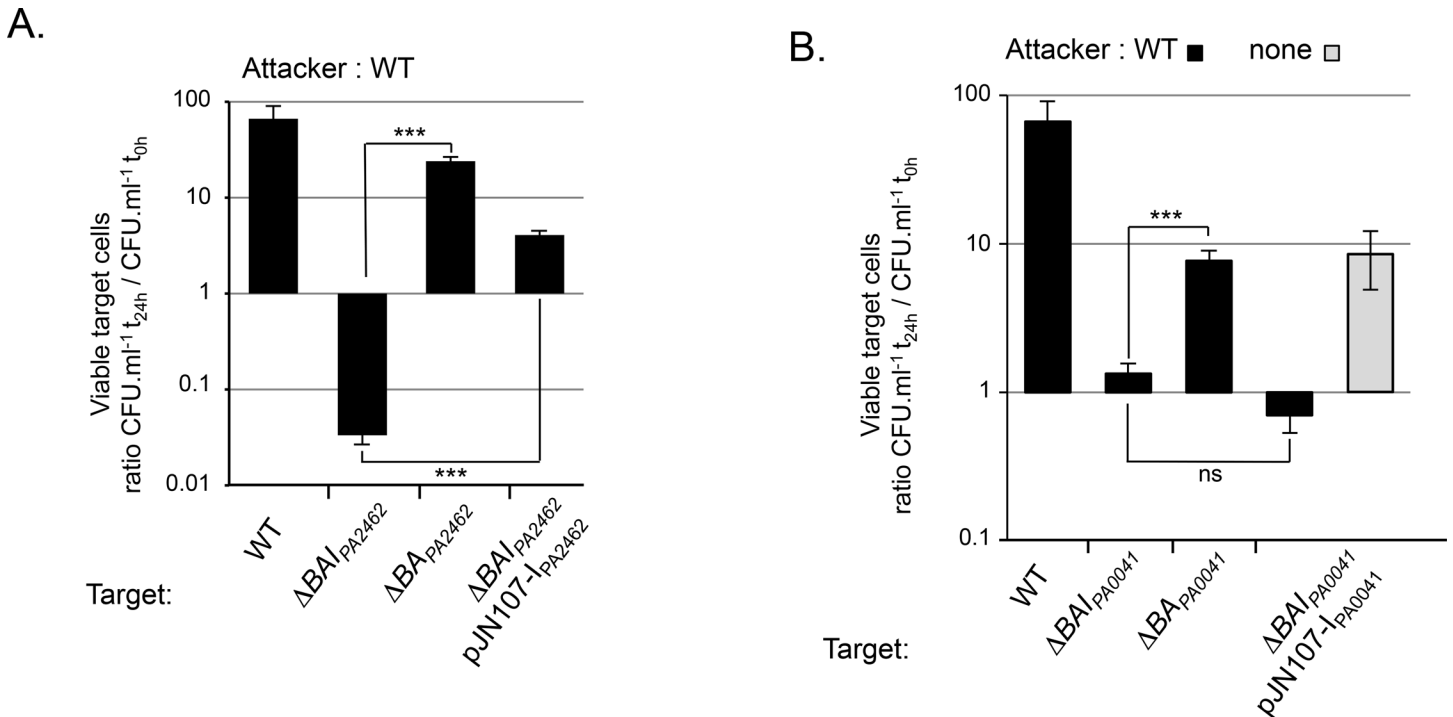 A.
Attacker : WT
Viable target cells
ratio CFU.ml-1 t24h / CFU.ml-1 t0h
100
10
1
0.1
0.01
***
***
Target:
WT
ΔBAIPA2462
ΔBAPA2462
ΔBAIPA2462
pJN107-IPA2462
B.
Attacker : WT none
Viable target cells
ratio CFU.ml-1 t24h / CFU.ml-1 t0h
100
10
1
0.1
***
ns
Target:
WT
ΔBAIPA0041
ΔBAPA0041
ΔBAIPA0041
pJN107-IPA0041